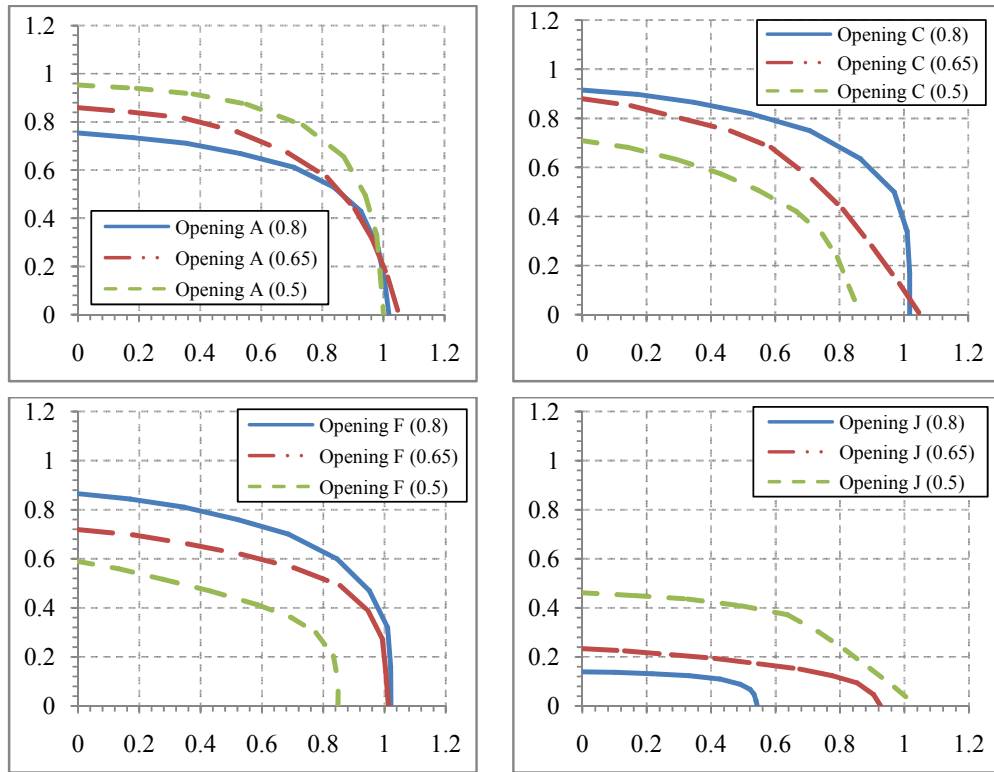 1.2
1
0.8
0.6
0.4
0.2
0
0 0.2 0.4 0.6 0.8 1 1.2
Opening A (0.8)
Opening A (0.65)
Opening A (0.5)
1.2
1
0.8
0.6
0.4
0.2
0
0 0.2 0.4 0.6 0.8 1 1.2
Opening C (0.8)
Opening C (0.65)
Opening C (0.5)
1.2
1
0.8
0.6
0.4
0.2
0
0 0.2 0.4 0.6 0.8 1 1.2
Opening F (0.8)
Opening F (0.65)
Opening F (0.5)
1.2
1
0.8
0.6
0.4
0.2
0
0 0.2 0.4 0.6 0.8 1 1.2
Opening J (0.8)
Opening J (0.65)
Opening J (0.5)